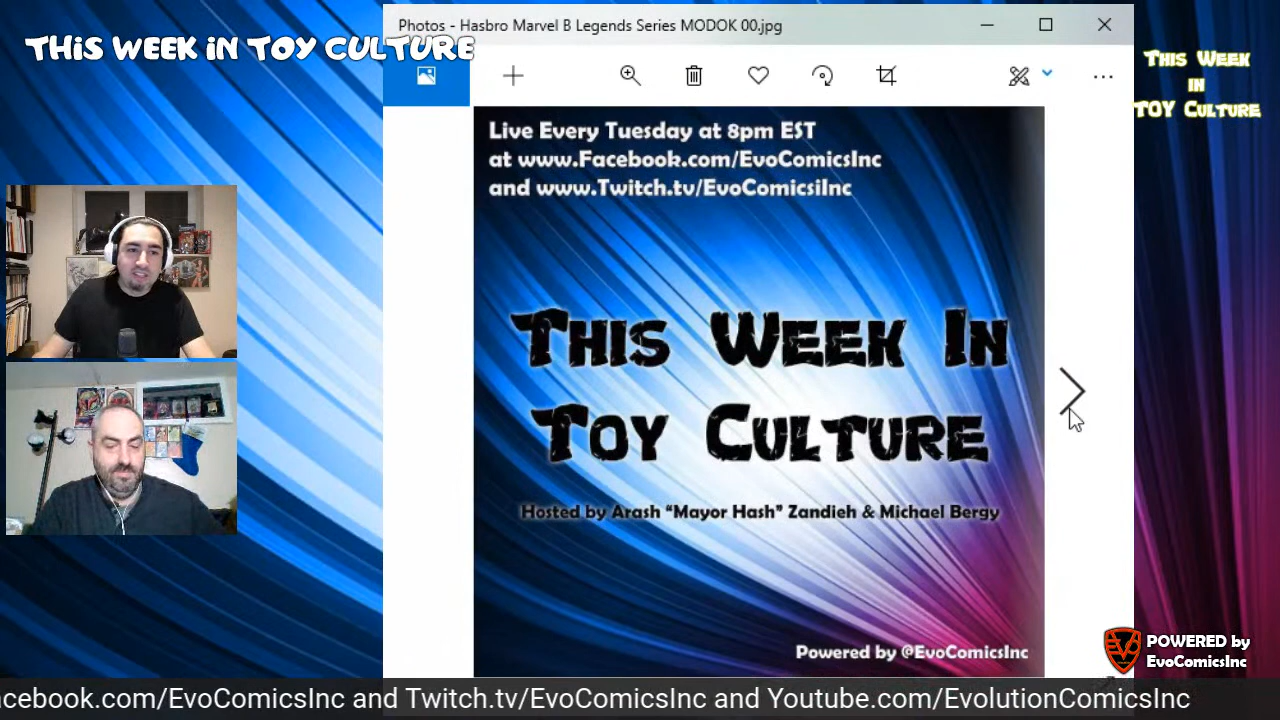 Photos - Hasbro Marvel B Legends Series MODOK 00.jpg
THiS WEEK iN TOY CULTURE
This Week
in
TOY Culture
Live Every Tuesday at 8pm EST
at www.Facebook.com/EvoComicsInc
and www.Twitch.tv/EvoComicsiInc
This Week In
Toy Culture
Hosted by Arash “Mayor Hash” Zandieh & Michael Bergy
Powered by @EvoComicsInc
EVO
POWERED by
EvoComicsInc
acebook.com/EvoComicsInc and Twitch.tv/EvoComicsInc and Youtube.com/EvolutionComicsInc